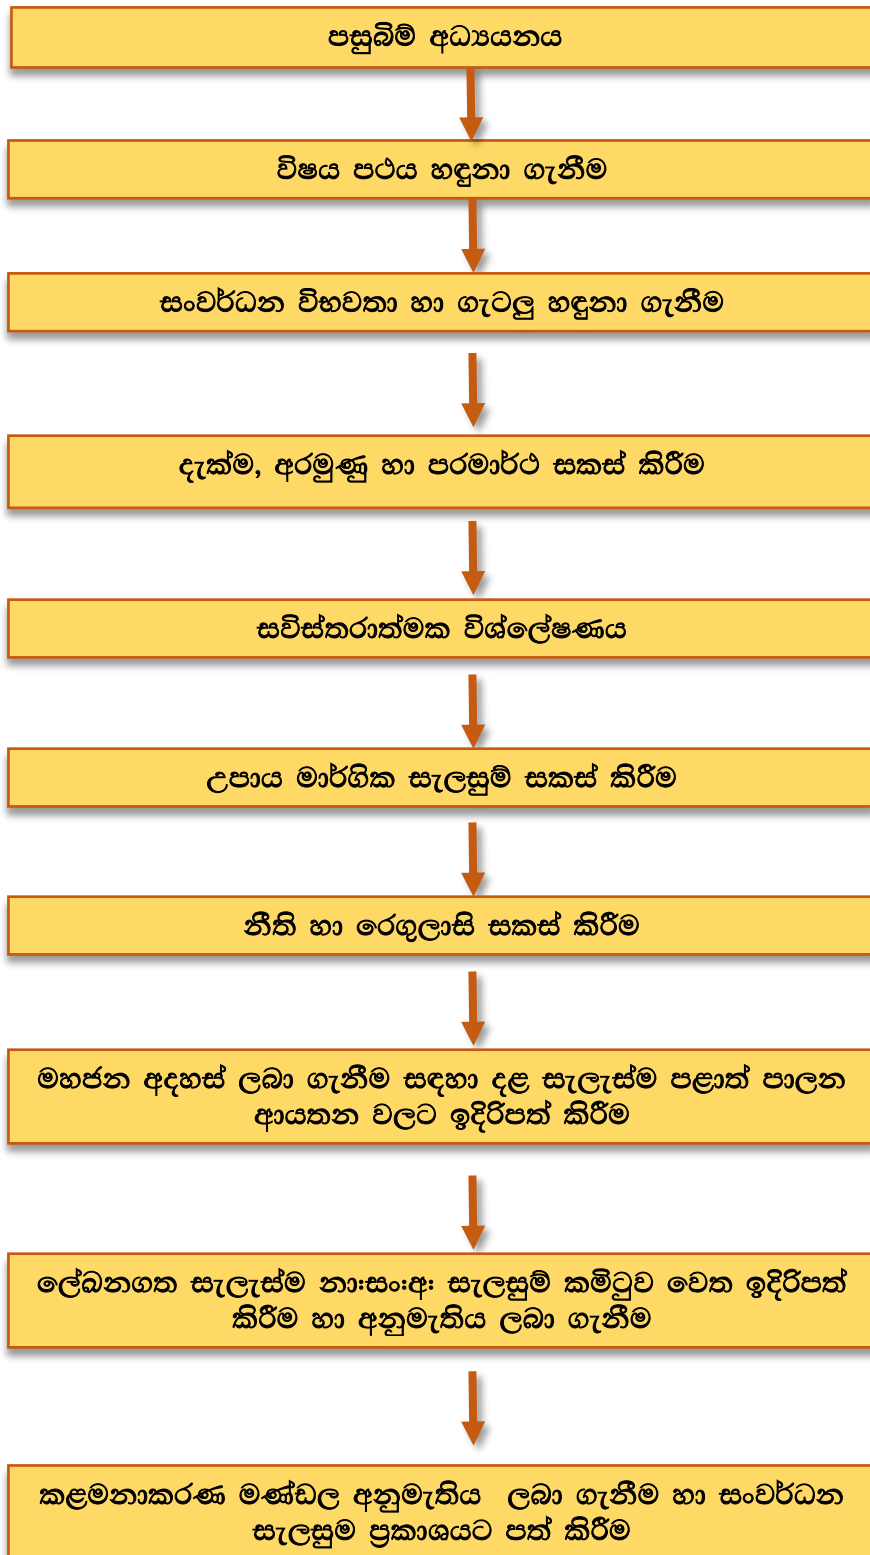 පසුබිම් අධ්‍යයනය
විෂය පථය හඳුනා ගැනීම
සංවර්ධන විභවතා හා ගැටලු හඳුනා ගැනීම
දැක්ම, අරමුණු හා පරමාර්ථ සකස් කිරීම
සවිස්තරාත්මක විශ්ලේෂණය
උපාය මාර්ගික සැලසුම් සකස් කිරීම
නීති හා රෙගුලාසි සකස් කිරීම
මහජන අදහස් ලබා ගැනීම සඳහා දළ සැලැස්ම පළාත් පාලන
ආයතන වලට ඉදිරිපත් කිරීම
ලේඛනගත සැලැස්ම නා:සං:අ: සැලසුම් කමිටුව වෙත ඉදිරිපත්
කිරීම හා අනුමැතිය ලබා ගැනීම
කළමනාකරණ මණ්ඩල අනුමැතිය ලබා ගැනීම හා සංවර්ධන
සැලසුම ප්‍රකාශයට පත් කිරීම